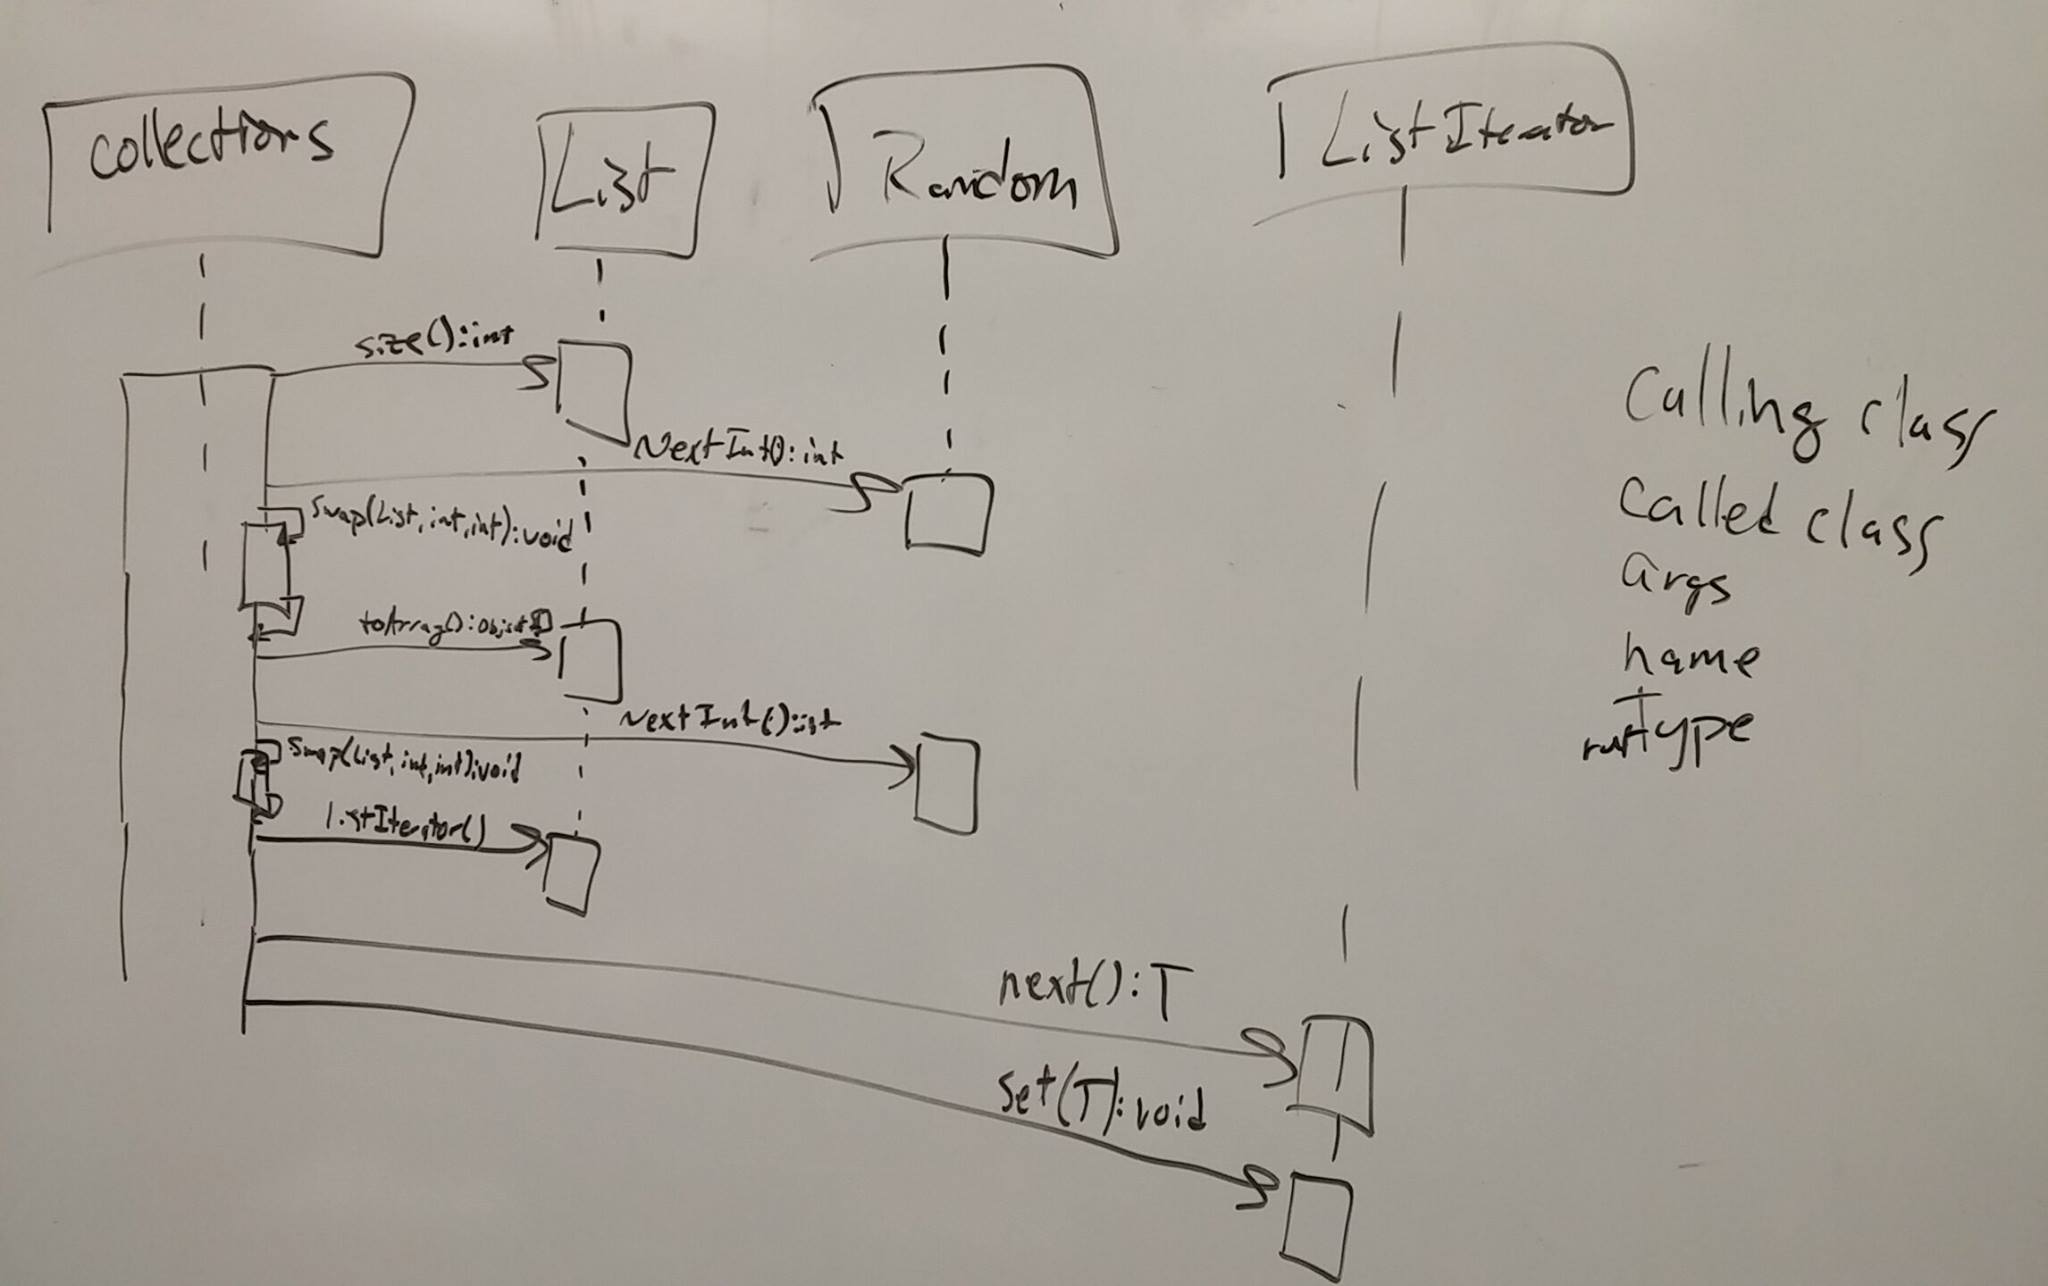 collections
List
Random
ListIterator
size():int
NextInt():int
swap(List,int,int):void
toArray():Object[]
NextInt():int
swap(List,int,int):void
listIterator()
next():T
set(T):void
Calling class
Called class
args
name
Type